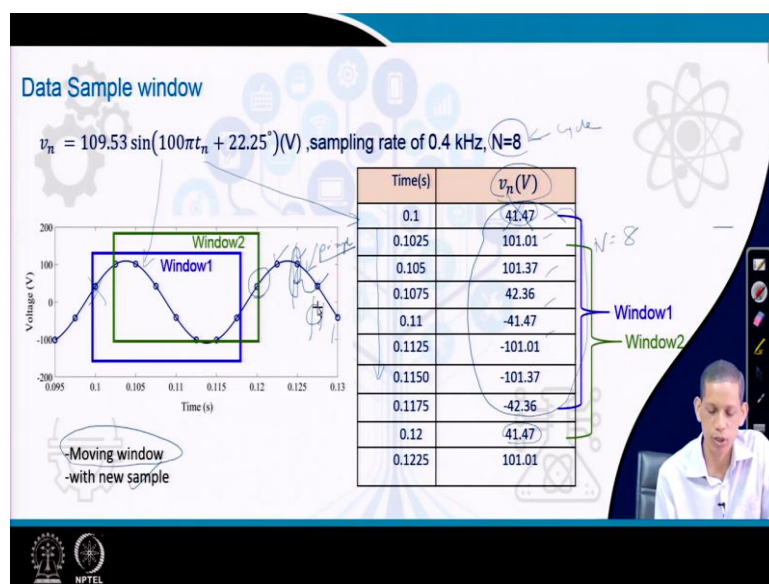 Data Sample window
vₙ = 109.53 sin(100πtₙ + 22.25°)(V) ,sampling rate of 0.4 kHz, N=8
cycle
Time(s) vₙ(V)
0.1 41.47
0.1025 101.01
0.105 101.37
0.1075 42.36
0.11 -41.47
0.1125 -101.01
0.1150 -101.37
0.1175 -42.36
0.12 41.47
0.1225 101.01
N=8
Window1
Window2
200
100
0
-100
-200
Voltage (V)
Window2
Window1
0.095 0.1 0.105 0.11 0.115 0.12 0.125 0.13
Time (s)
-Moving window
-with new sample
NPTEL